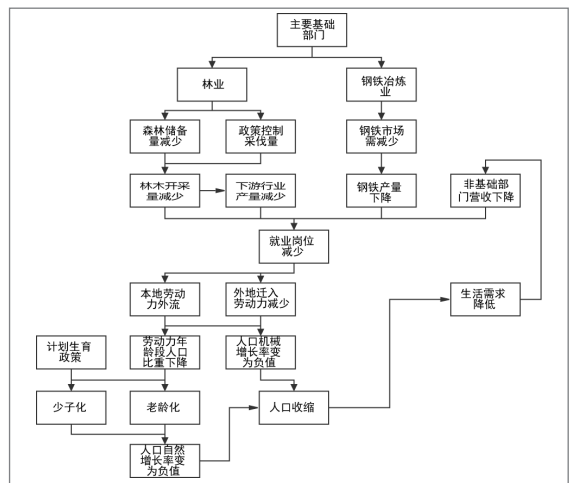 主要基础
部门
林业
钢铁冶炼
业
森林储备
量减少
政策控制
采伐量
钢铁市场
需减少
林木开采
量减少
下游行业
产量减少
钢铁产量
下降
非基础部
门营收下降
就业岗位
减少
本地劳动
力外流
外地迁入
劳动力减少
生活需求
降低
计划生育
政策
劳动力年
龄段人口
比重下降
人口机械
增长率变
为负值
少子化
老龄化
人口收缩
人口自然
增长率变
为负值